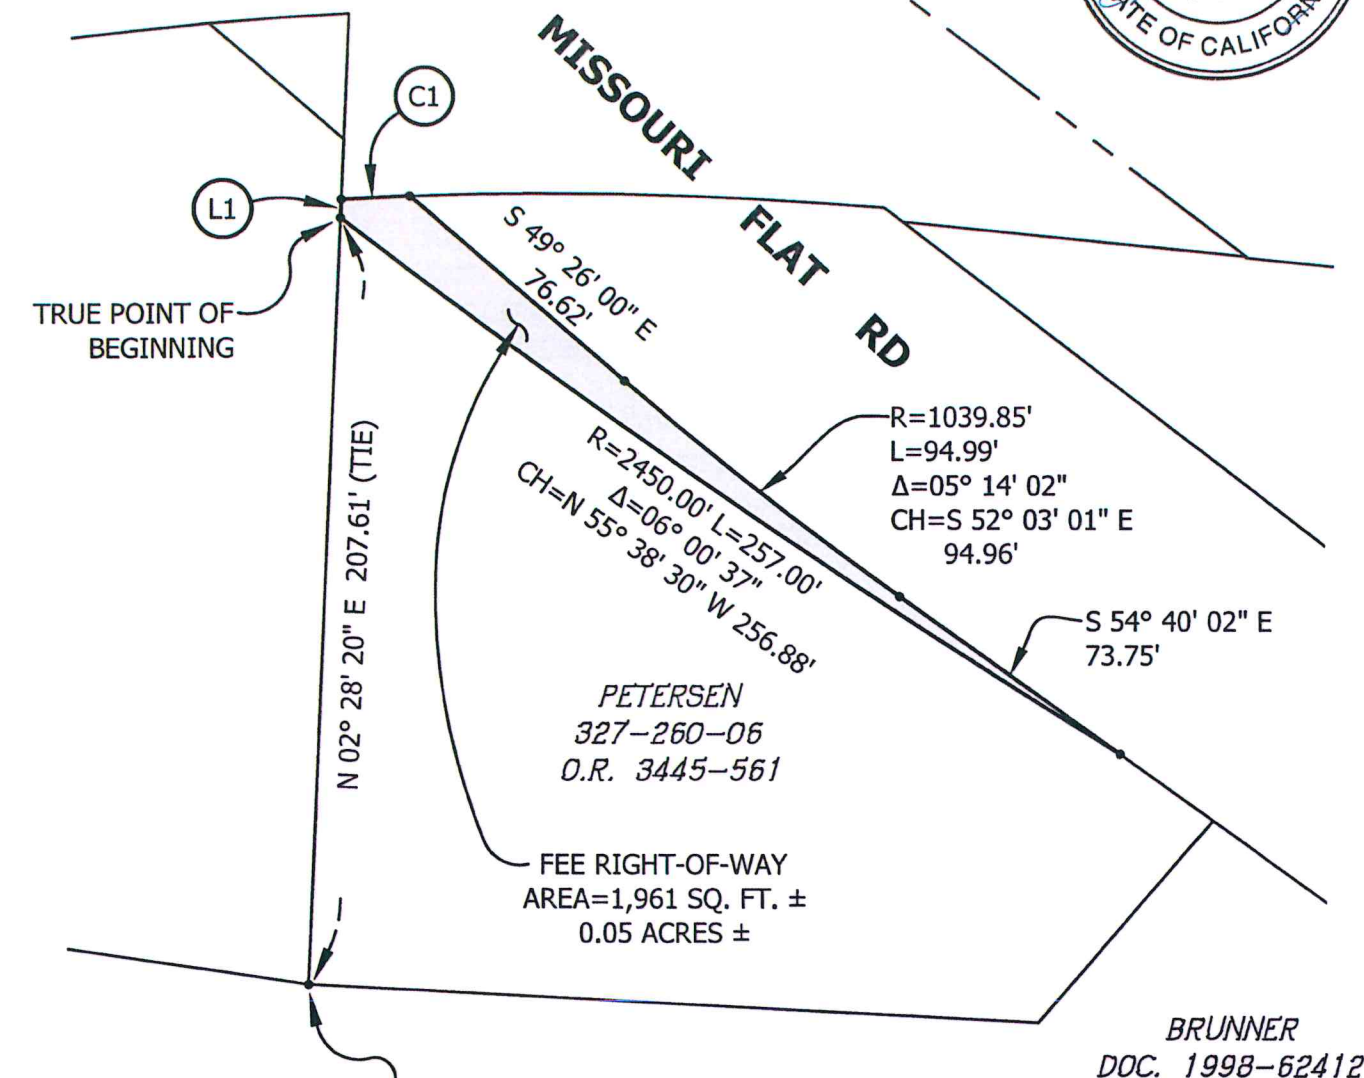 ATE OF CALIFORN
MISSOURI FLAT RD
C1
L1
S 49° 26' 00" E
76.62'
TRUE POINT OF
BEGINNING
R=1039.85'
L=94.99'
Δ=05° 14' 02"
CH=S 52° 03' 01" E
94.96'
R=2450.00' L=257.00'
Δ=06° 00' 37"
CH=N 55° 38' 30" W 256.88'
N 02° 28' 20" E 207.61' (TIE)
S 54° 40' 02" E
73.75'
PETERSEN
327-260-06
O.R. 3445-561
FEE RIGHT-OF-WAY
AREA=1,961 SQ. FT. ±
0.05 ACRES ±
BRUNNER
DOC. 1998-62412